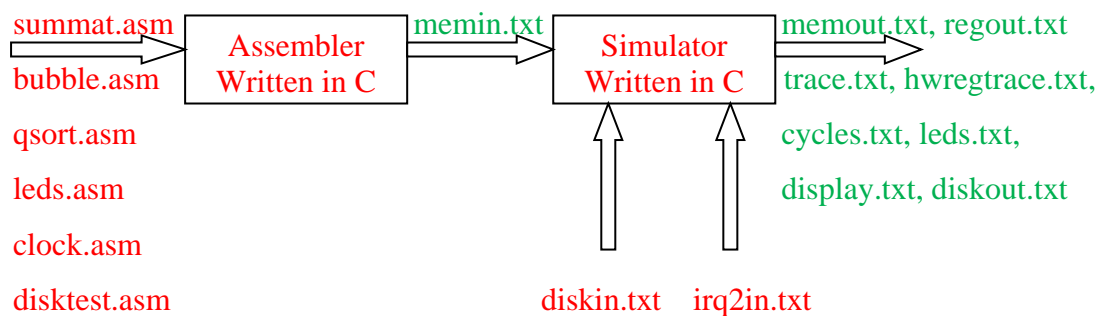 summat.asm
bubble.asm
qsort.asm
leds.asm
clock.asm
disktest.asm
Assembler
Written in C
memin.txt
Simulator
Written in C
diskin.txt
irq2in.txt
memout.txt, regout.txt
trace.txt, hwregtrace.txt,
cycles.txt, leds.txt,
display.txt, diskout.txt